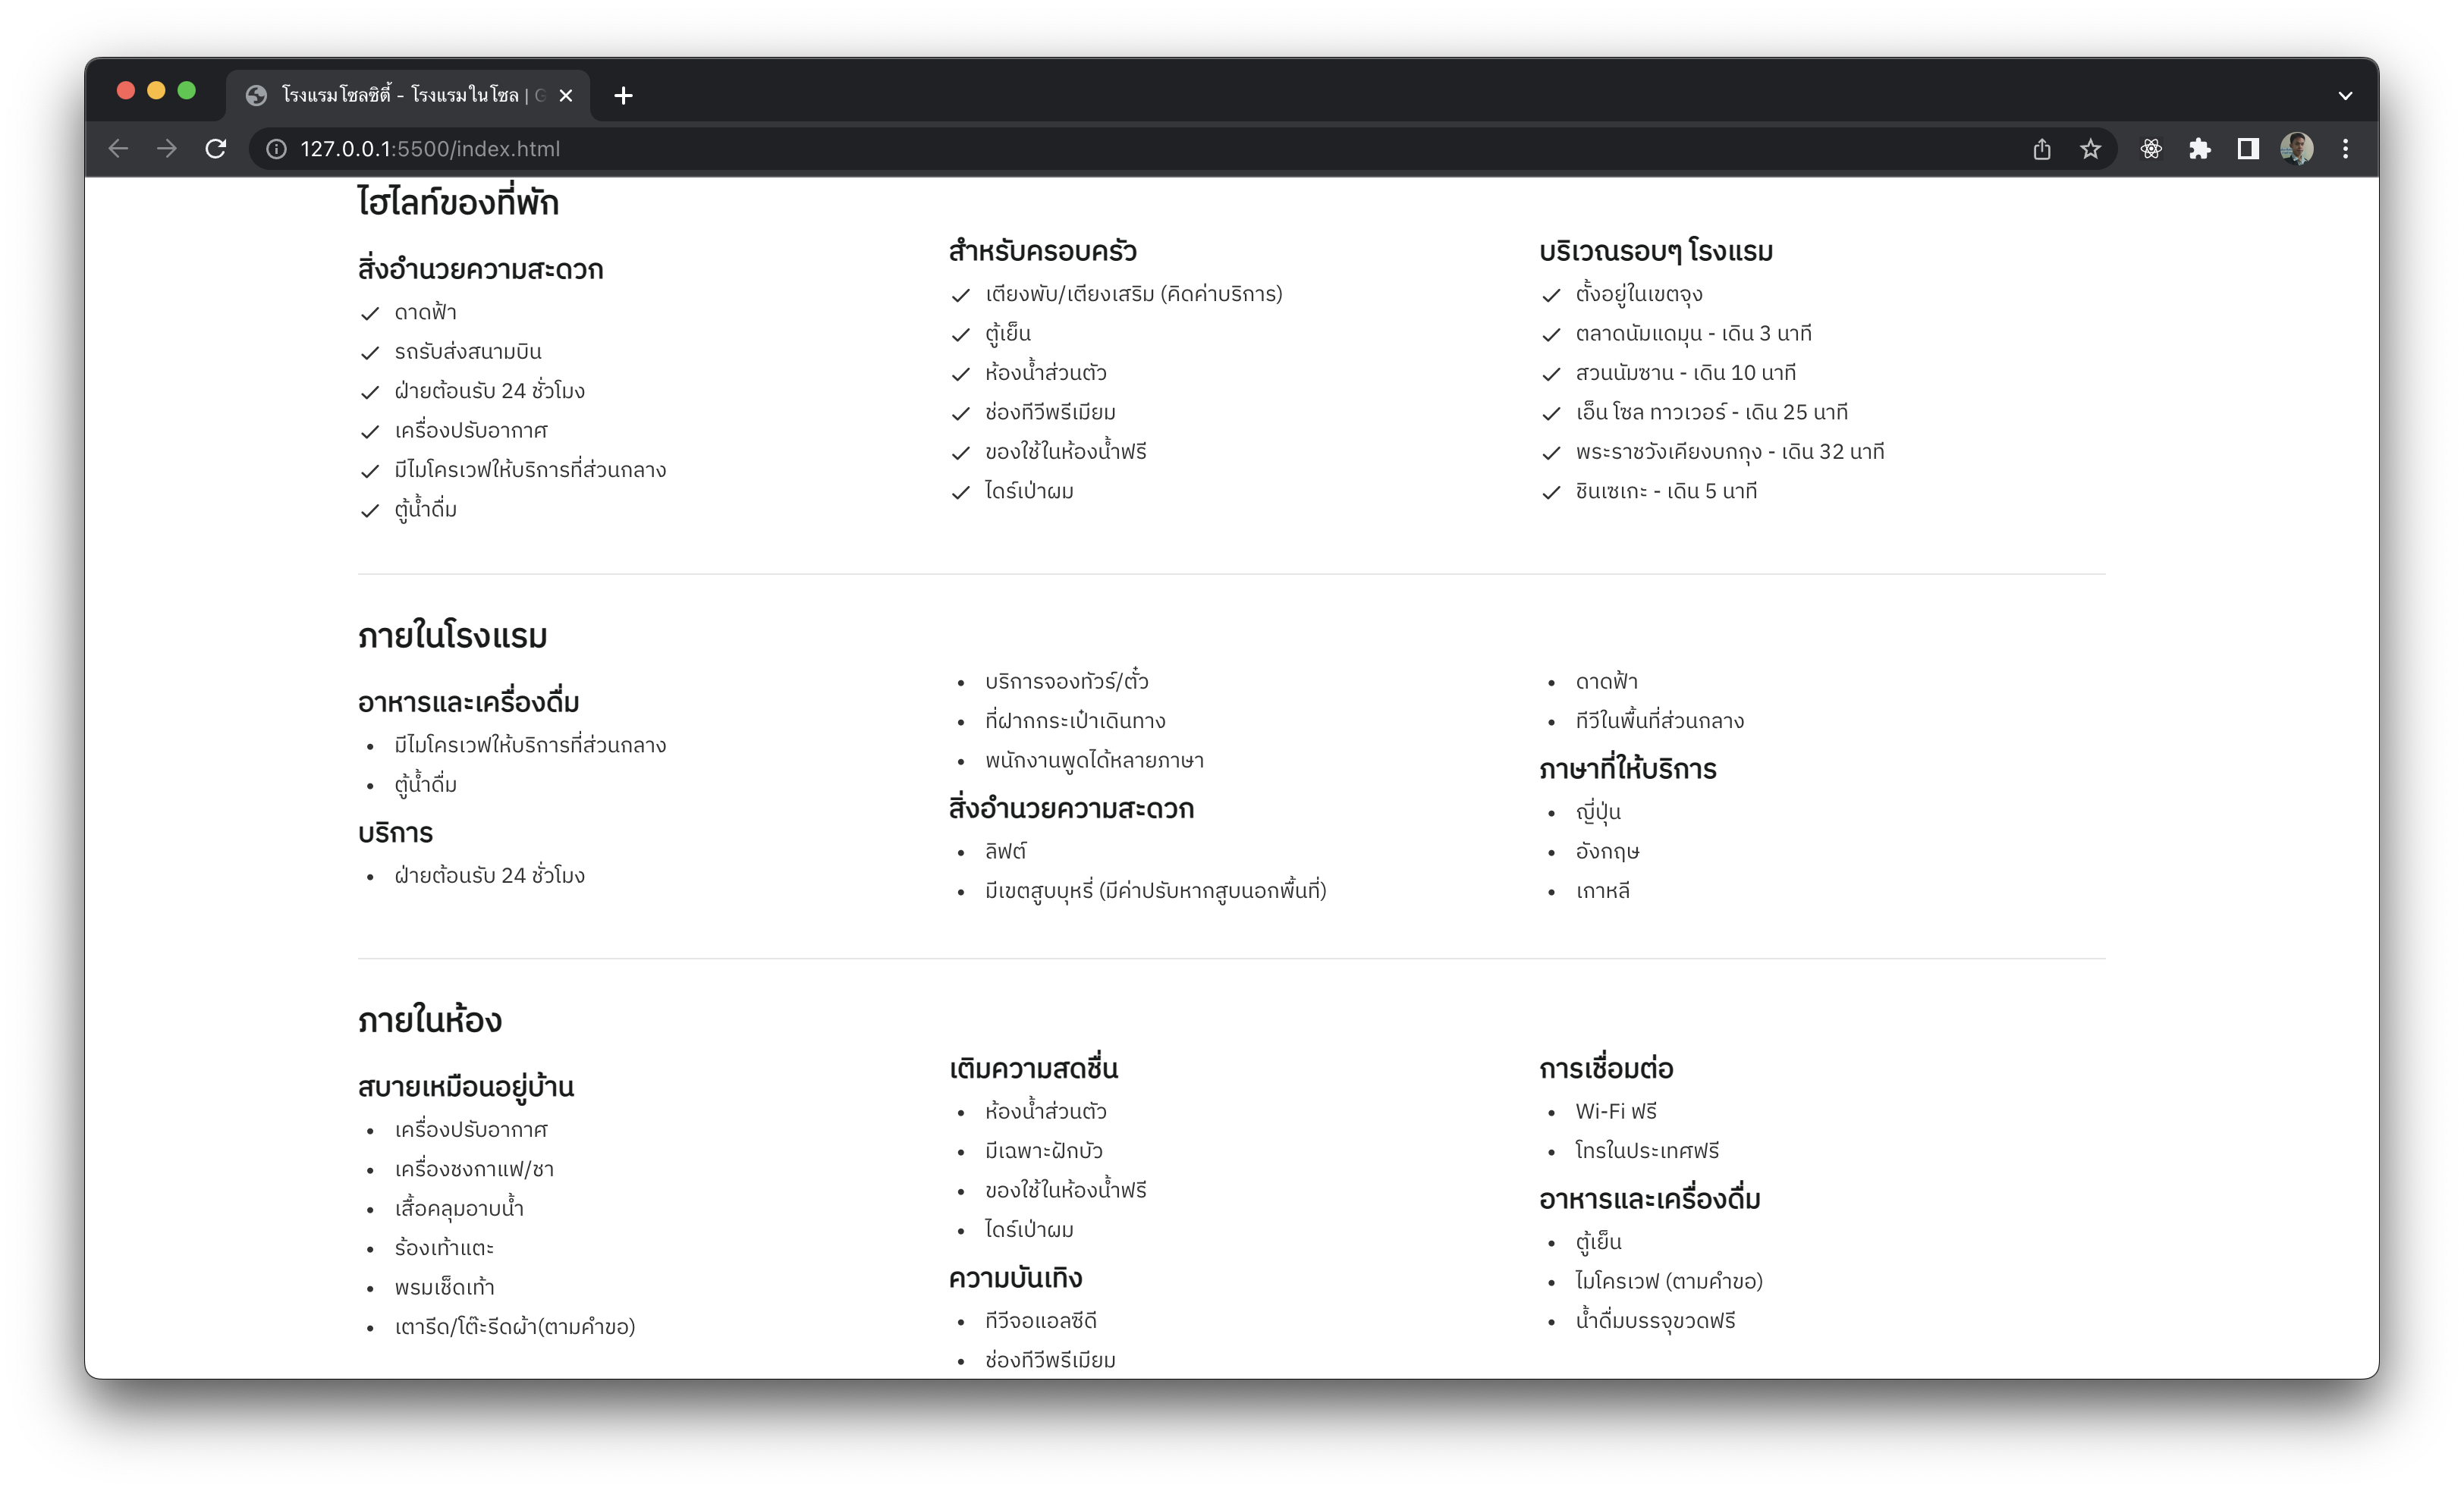 โรงแรมโซลซิตี้ - โรงแรมในโซล | G
127.0.0.1:5500/index.html
ไฮไลท์ของที่พัก
สิ่งอำนวยความสะดวก
ดาดฟ้า
รถรับส่งสนามบิน
ฝ่ายต้อนรับ 24 ชั่วโมง
เครื่องปรับอากาศ
มีไมโครเวฟให้บริการที่ส่วนกลาง
ตู้น้ำดื่ม
สำหรับครอบครัว
เตียงพับ/เตียงเสริม (คิดค่าบริการ)
ตู้เย็น
ห้องน้ำส่วนตัว
ช่องทีวีพรีเมียม
ของใช้ในห้องน้ำฟรี
ไดร์เป่าผม
บริเวณรอบๆ โรงแรม
ตั้งอยู่ในเขตจุง
ตลาดนัมแดมุน - เดิน 3 นาที
สวนนัมซาน - เดิน 10 นาที
เอ็น โซล ทาวเวอร์ - เดิน 25 นาที
พระราชวังเคียงบกกุง - เดิน 32 นาที
ชินเซเกะ - เดิน 5 นาที
ภายในโรงแรม
อาหารและเครื่องดื่ม
มีไมโครเวฟให้บริการที่ส่วนกลาง
ตู้น้ำดื่ม
บริการ
ฝ่ายต้อนรับ 24 ชั่วโมง
บริการจองทัวร์/ตั๋ว
ที่ฝากกระเป๋าเดินทาง
พนักงานพูดได้หลายภาษา
สิ่งอำนวยความสะดวก
ลิฟต์
มีเขตสูบบุหรี่ (มีค่าปรับหากสูบนอกพื้นที่)
ดาดฟ้า
ทีวีในพื้นที่ส่วนกลาง
ภาษาที่ให้บริการ
ญี่ปุ่น
อังกฤษ
เกาหลี
ภายในห้อง
สบายเหมือนอยู่บ้าน
เครื่องปรับอากาศ
เครื่องชงกาแฟ/ชา
เสื้อคลุมอาบน้ำ
ร้องเท้าแตะ
พรมเช็ดเท้า
เตารีด/โต๊ะรีดผ้า(ตามคำขอ)
เติมความสดชื่น
ห้องน้ำส่วนตัว
มีเฉพาะฝักบัว
ของใช้ในห้องน้ำฟรี
ไดร์เป่าผม
ความบันเทิง
ทีวีจอแอลซีดี
ช่องทีวีพรีเมียม
การเชื่อมต่อ
Wi-Fi ฟรี
โทรในประเทศฟรี
อาหารและเครื่องดื่ม
ตู้เย็น
ไมโครเวฟ (ตามคำขอ)
น้ำดื่มบรรจุขวดฟรี